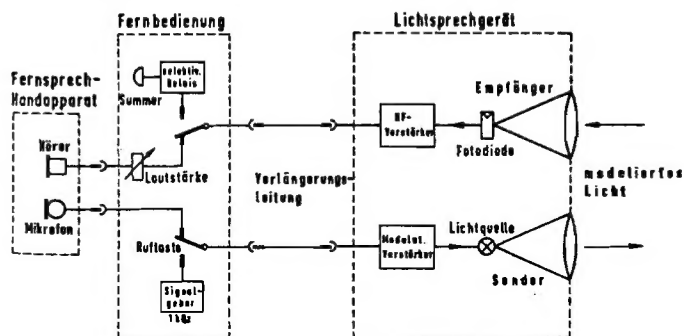 Fernbedienung
Lichtsprechgerät
Fernsprech-
Handapparat
Hörer
Mikrofon
Summer
selektiv.
Relais
Lautstärke
Ruftaste
Signal-
geber
1 kHz
Verlängerungs-
leitung
NF-
Verstärker
Empfänger
Fotodiode
moduliertes
Licht
Modulat.
Verstärker
Lichtquelle
Sender